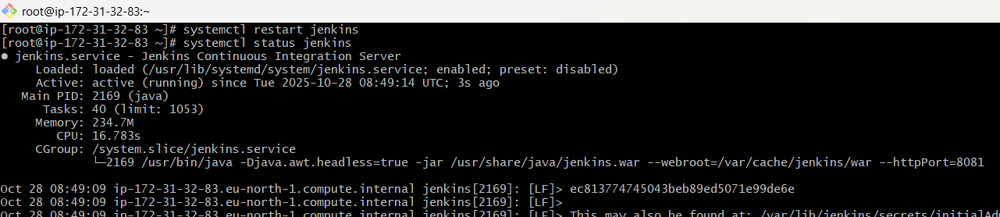 root@ip-172-31-32-83:~
[root@ip-172-31-32-83 ~]# systemctl restart jenkins
[root@ip-172-31-32-83 ~]# systemctl status jenkins
● jenkins.service - Jenkins Continuous Integration Server
Loaded: loaded (/usr/lib/systemd/system/jenkins.service; enabled; preset: disabled)
Active: active (running) since Tue 2025-10-28 08:49:14 UTC; 3s ago
Main PID: 2169 (java)
Tasks: 40 (limit: 1053)
Memory: 234.7M
CPU: 16.783s
CGroup: /system.slice/jenkins.service
└─2169 /usr/bin/java -Djava.awt.headless=true -jar /usr/share/java/jenkins.war --webroot=/var/cache/jenkins/war --httpPort=8081
Oct 28 08:49:09 ip-172-31-32-83.eu-north-1.compute.internal jenkins[2169]: [LF]> ec813774745043beb89ed5071e99de6e
Oct 28 08:49:09 ip-172-31-32-83.eu-north-1.compute.internal jenkins[2169]: [LF]>
Oct 28 08:49:09 ip-172-31-32-83.eu-north-1.compute.internal jenkins[2169]: [LF]> This may also be found at: /var/lib/jenkins/secrets/initialAd